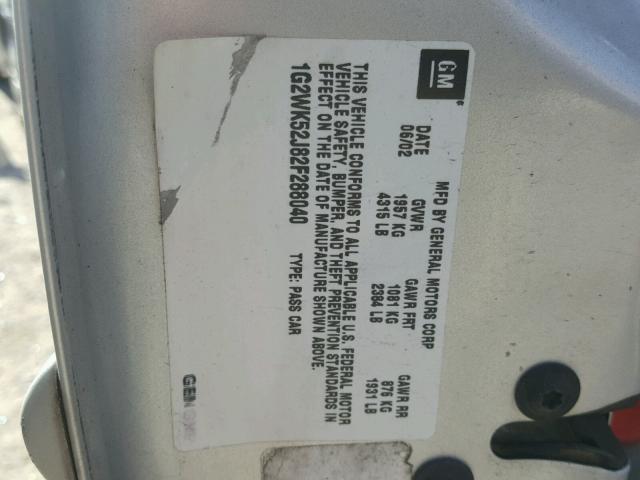 GM
MFD BY GENERAL MOTORS CORP
DATE GVWR GAWR FRT GAWR RR
06/02 1957 KG 1081 KG 876 KG
4315 LB 2384 LB 1931 LB
THIS VEHICLE CONFORMS TO ALL APPLICABLE U.S. FEDERAL MOTOR
VEHICLE SAFETY, BUMPER, AND THEFT PREVENTION STANDARDS IN
EFFECT ON THE DATE OF MANUFACTURE SHOWN ABOVE.
1G2WK52J82F288040 TYPE: PASS CAR